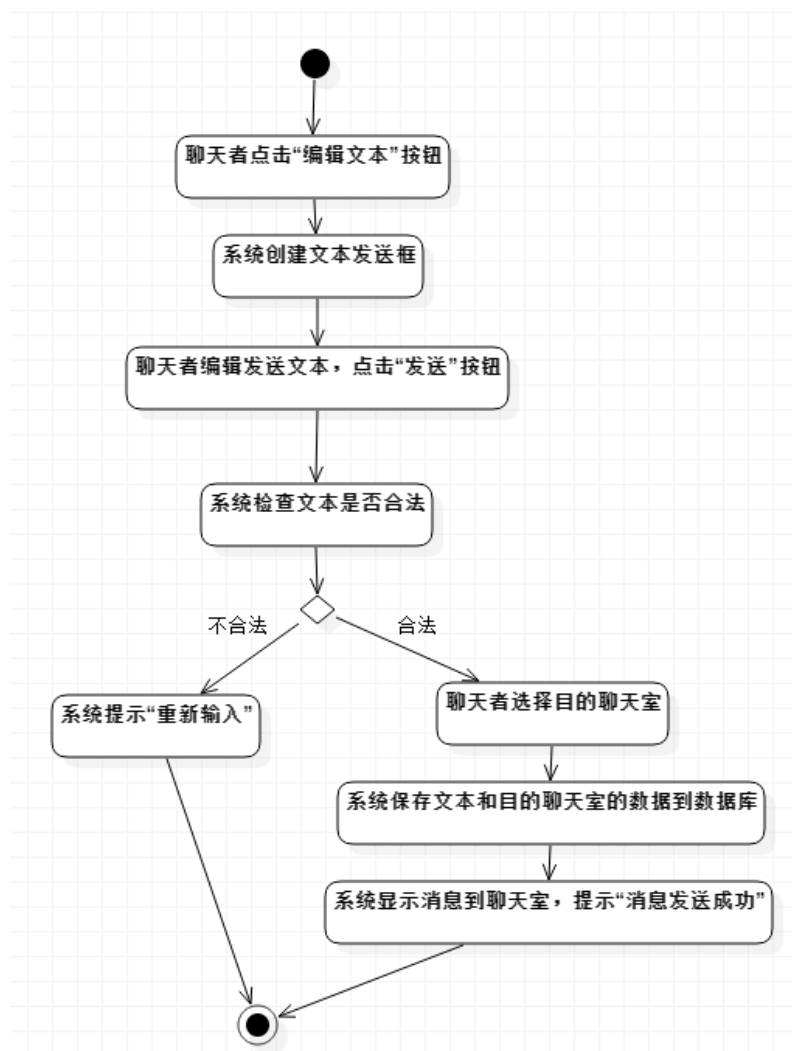 聊天者点击“编辑文本”按钮
系统创建文本发送框
聊天者编辑发送文本，点击“发送”按钮
系统检查文本是否合法
不合法
合法
系统提示“重新输入”
聊天者选择目的聊天室
系统保存文本和目的聊天室的数据到数据库
系统显示消息到聊天室，提示“消息发送成功”